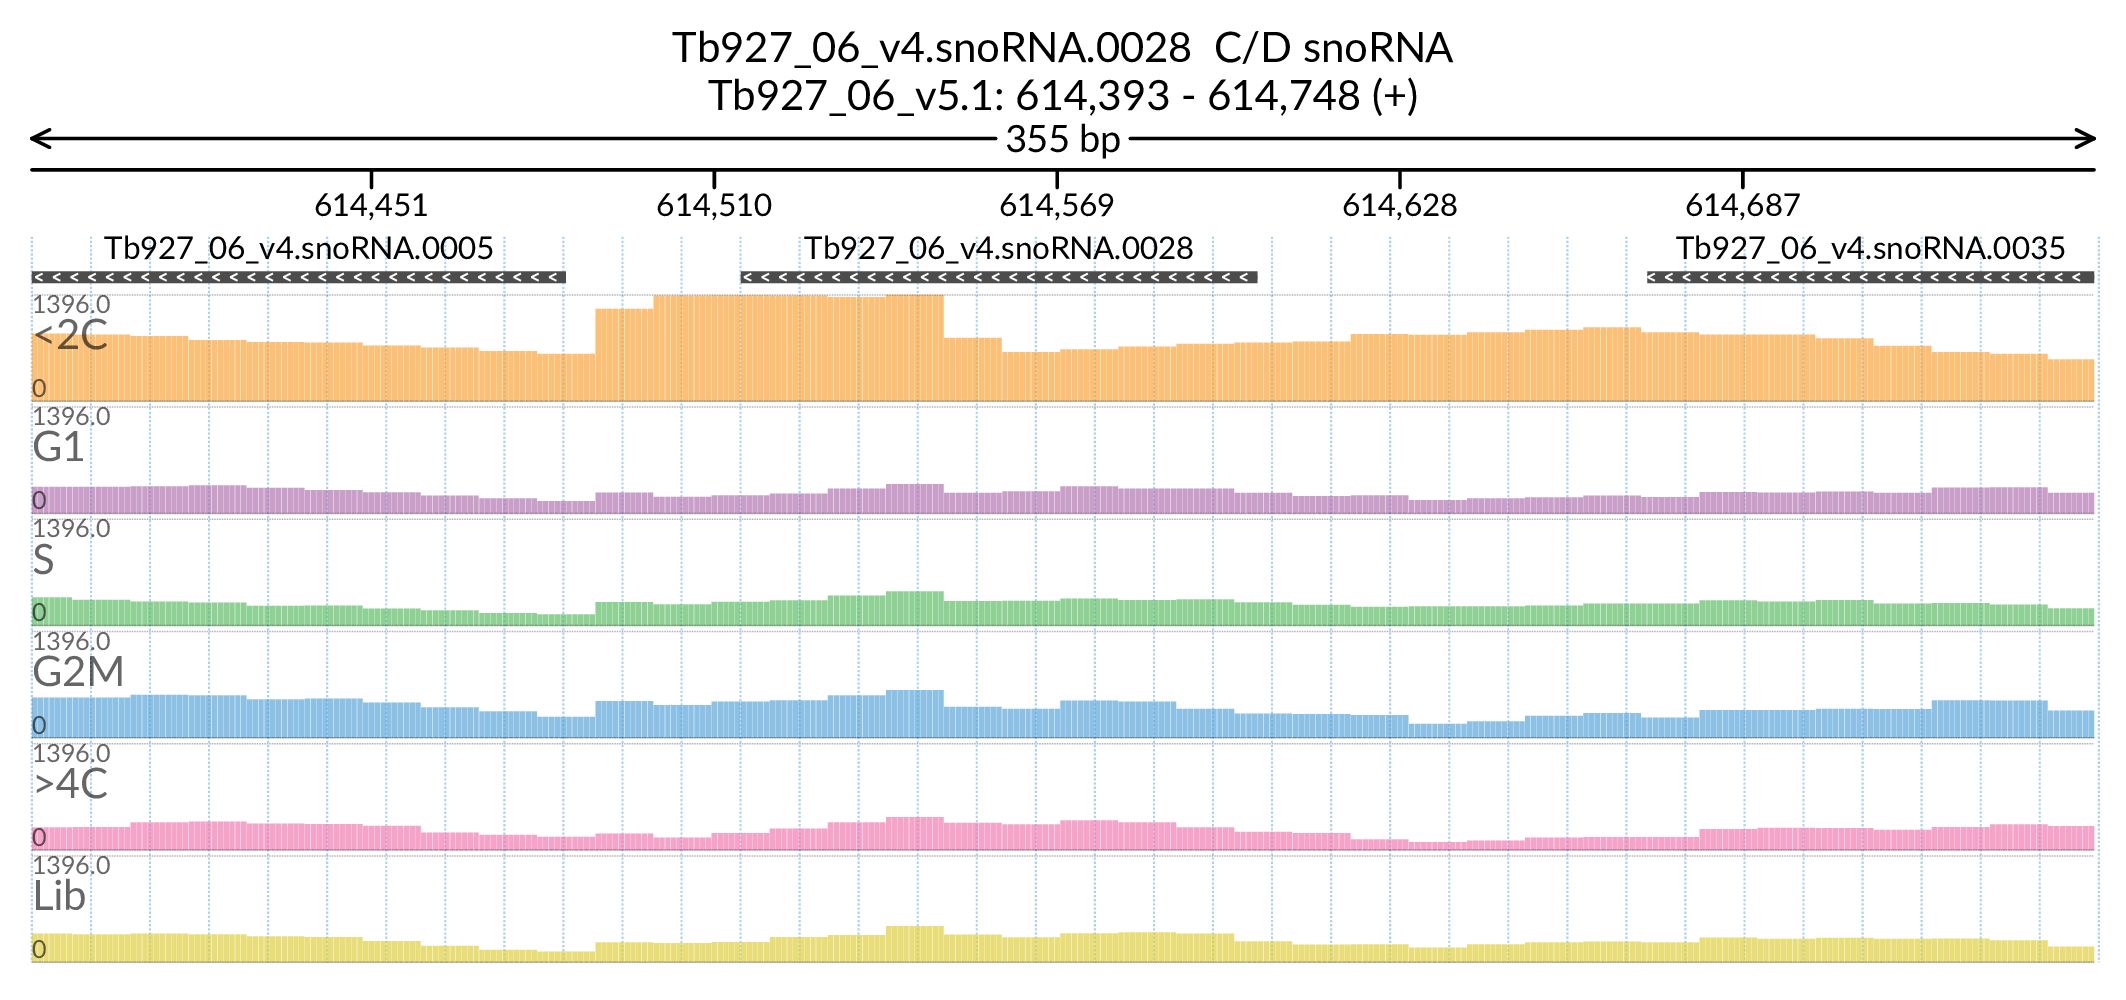 Tb927_06_v4.snoRNA.0028  C/D snoRNA
Tb927_06_v5.1: 614,393 - 614,748 (+)
355 bp
614,451 614,510 614,569 614,628 614,687
Tb927_06_v4.snoRNA.0005 Tb927_06_v4.snoRNA.0028 Tb927_06_v4.snoRNA.0035
1396.0
<2C
0
1396.0
G1
0
1396.0
S
0
1396.0
G2M
0
1396.0
>4C
0
1396.0
Lib
0